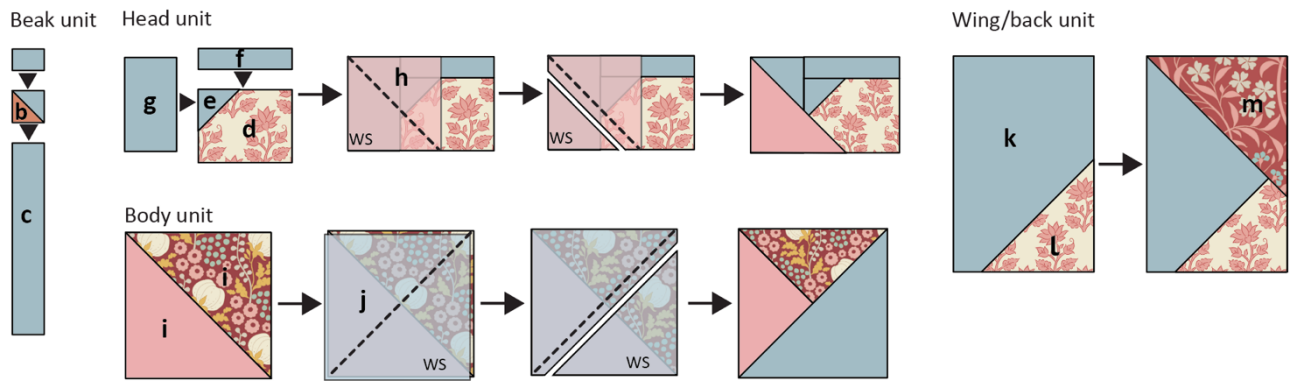 Beak unit
b
c
Head unit
f
g
e
d
h
WS
WS
Body unit
i
i
j
WS
WS
Wing/back unit
k
l
m